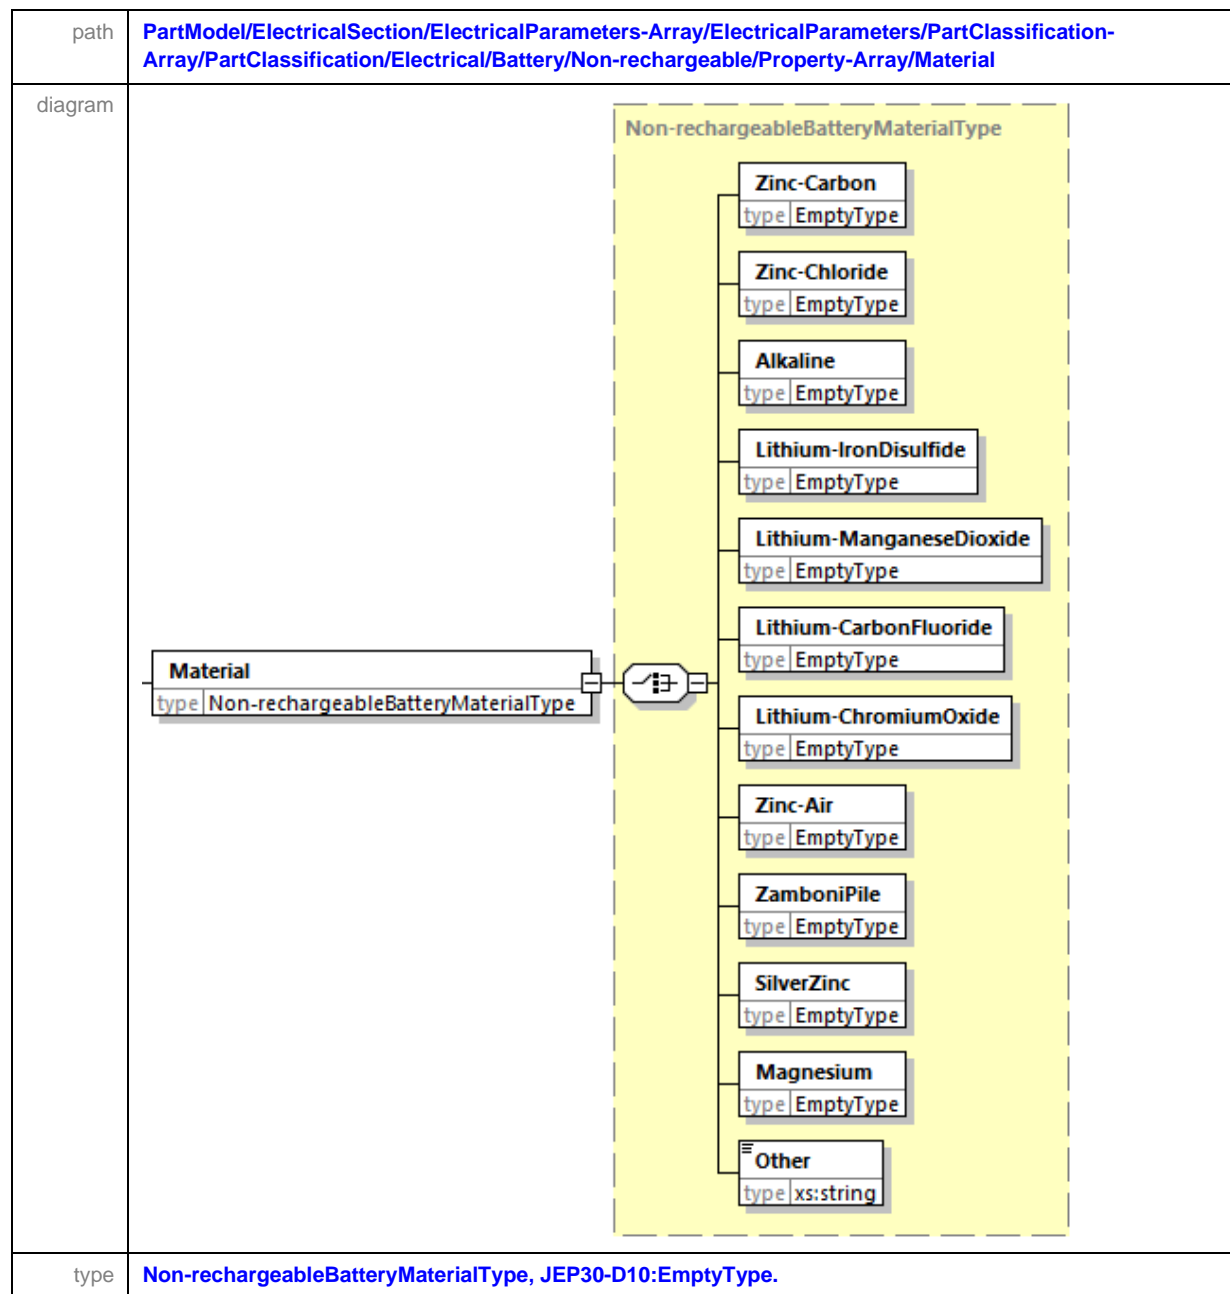 path
PartModel/ElectricalSection/ElectricalParameters-Array/ElectricalParameters/PartClassification-
Array/PartClassification/Electrical/Battery/Non-rechargeable/Property-Array/Material
diagram
Non-rechargeableBatteryMaterialType
Zinc-Carbon
type EmptyType
Zinc-Chloride
type EmptyType
Alkaline
type EmptyType
Lithium-IronDisulfide
type EmptyType
Lithium-ManganeseDioxide
type EmptyType
Lithium-CarbonFluoride
type EmptyType
Material
type Non-rechargeableBatteryMaterialType
Lithium-ChromiumOxide
type EmptyType
Zinc-Air
type EmptyType
ZamboniPile
type EmptyType
SilverZinc
type EmptyType
Magnesium
type EmptyType
Other
type xs:string
type
Non-rechargeableBatteryMaterialType, JEP30-D10:EmptyType.